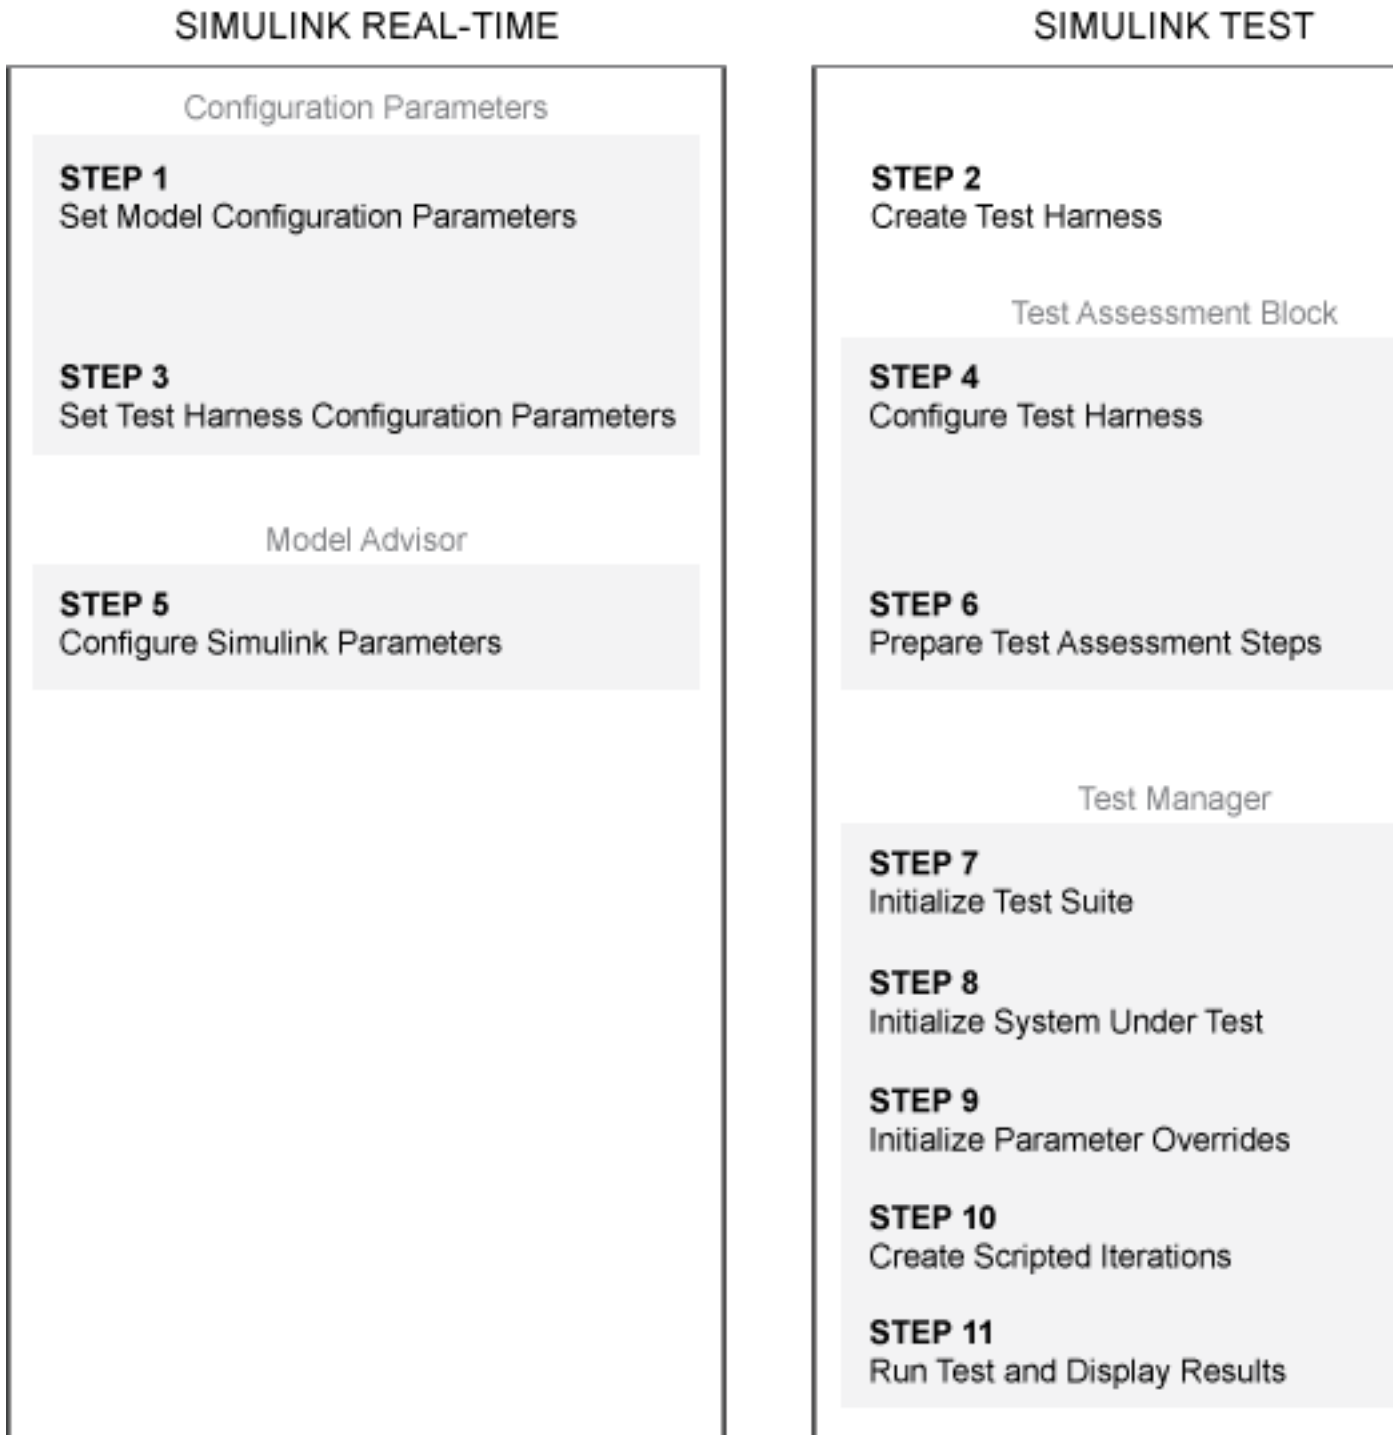 SIMULINK REAL-TIME
Configuration Parameters
STEP 1
Set Model Configuration Parameters
STEP 3
Set Test Harness Configuration Parameters
Model Advisor
STEP 5
Configure Simulink Parameters
SIMULINK TEST
STEP 2
Create Test Harness
Test Assessment Block
STEP 4
Configure Test Harness
STEP 6
Prepare Test Assessment Steps
Test Manager
STEP 7
Initialize Test Suite
STEP 8
Initialize System Under Test
STEP 9
Initialize Parameter Overrides
STEP 10
Create Scripted Iterations
STEP 11
Run Test and Display Results